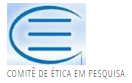 COMITÊ DE ÉTICA EM PESQUISA